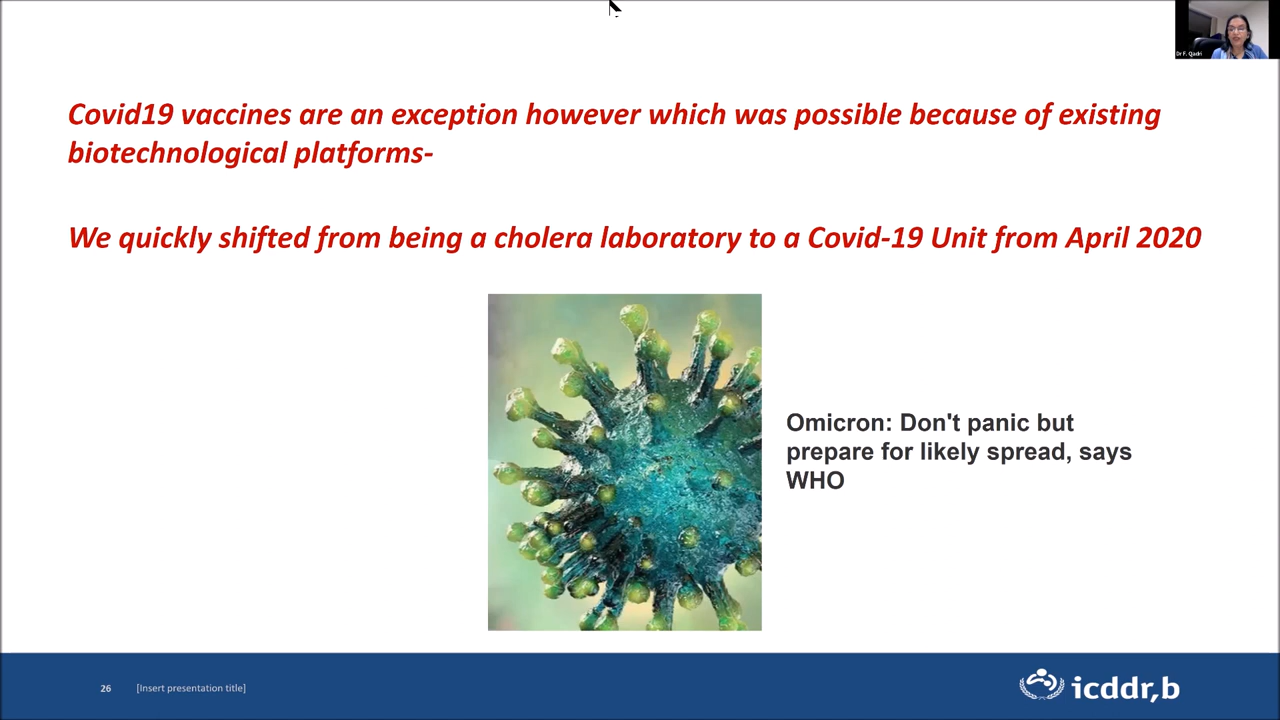 Dr F. Qadri
Covid19 vaccines are an exception however which was possible because of existing
biotechnological platforms-
We quickly shifted from being a cholera laboratory to a Covid-19 Unit from April 2020
Omicron: Don't panic but
prepare for likely spread, says
WHO
26
[Insert presentation title]
icddr,b